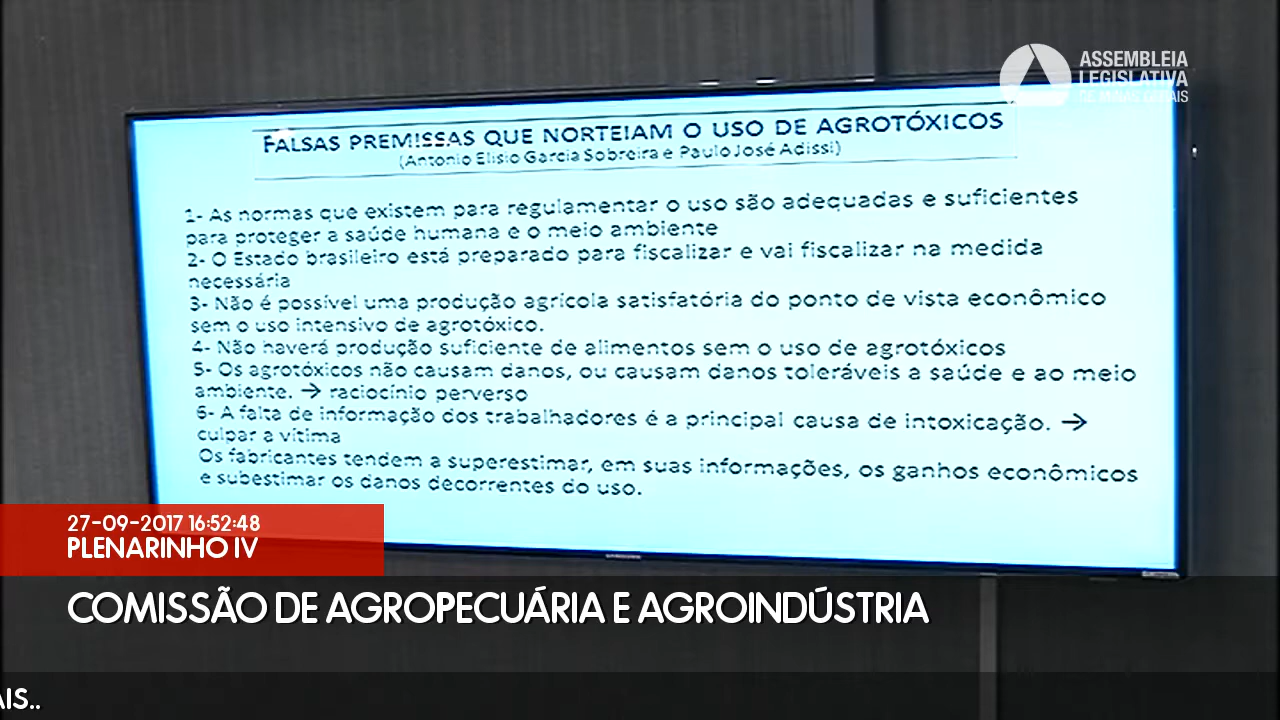 ASSEMBLEIA
LEGISLATIVA
DE MINAS GERAIS
FALSAS PREMISSAS QUE NORTEIAM O USO DE AGROTÓXICOS
(Antonio Elisio Garcia Sobreira e Paulo José Adissi)
1- As normas que existem para regulamentar o uso são adequadas e suficientes
para proteger a saúde humana e o meio ambiente
2- O Estado brasileiro está preparado para fiscalizar e vai fiscalizar na medida
necessária
3- Não é possível uma produção agrícola satisfatória do ponto de vista econômico
sem o uso intensivo de agrotóxico.
4- Não haverá produção suficiente de alimentos sem o uso de agrotóxicos
5- Os agrotóxicos não causam danos, ou causam danos toleráveis a saúde e ao meio
ambiente. → raciocínio perverso
6- A falta de informação dos trabalhadores é a principal causa de intoxicação. →
culpar a vítima
Os fabricantes tendem a superestimar, em suas informações, os ganhos econômicos
e subestimar os danos decorrentes do uso.
27-09-2017 16:52:48
PLENARINHO IV
COMISSÃO DE AGROPECUÁRIA E AGROINDÚSTRIA
AIS..